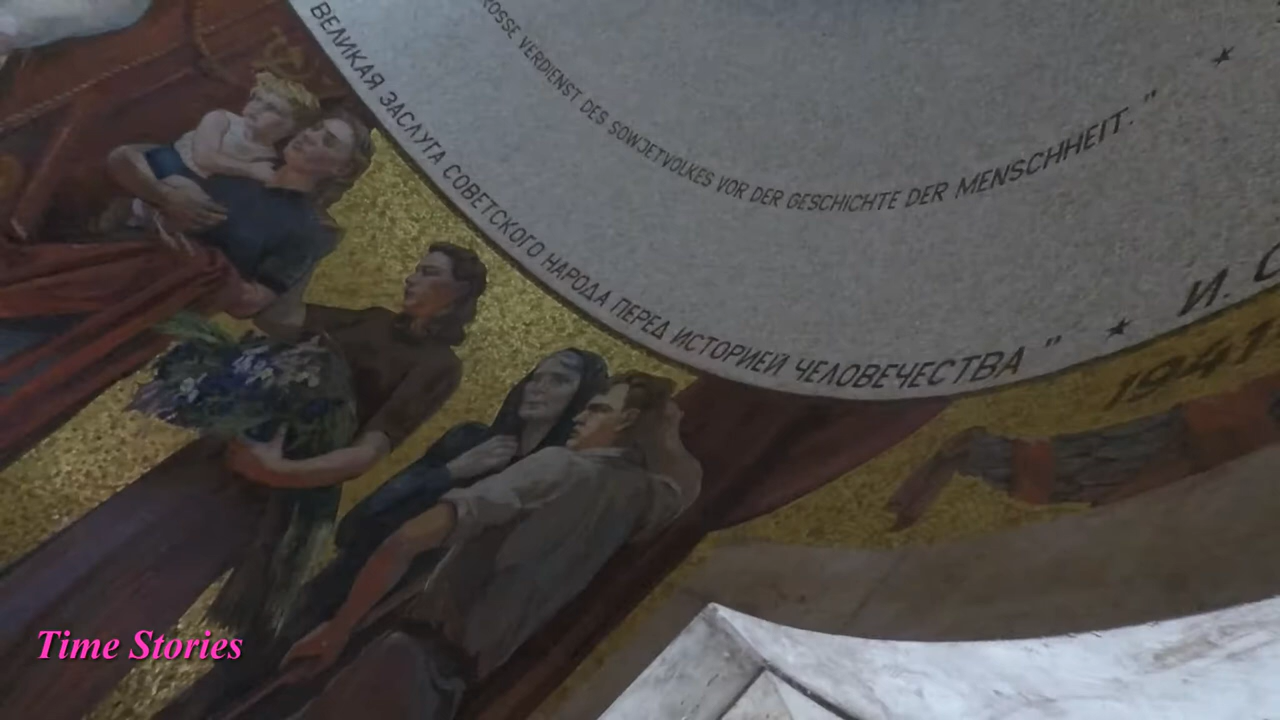 ROSSE VERDIENST DES SOWJETVOLKES VOR DER GESCHICHTE DER MENSCHHEIT."
ВЕЛИКАЯ ЗАСЛУГА СОВЕТСКОГО НАРОДА ПЕРЕД ИСТОРИЕЙ ЧЕЛОВЕЧЕСТВА"
И. С
1941
Time Stories